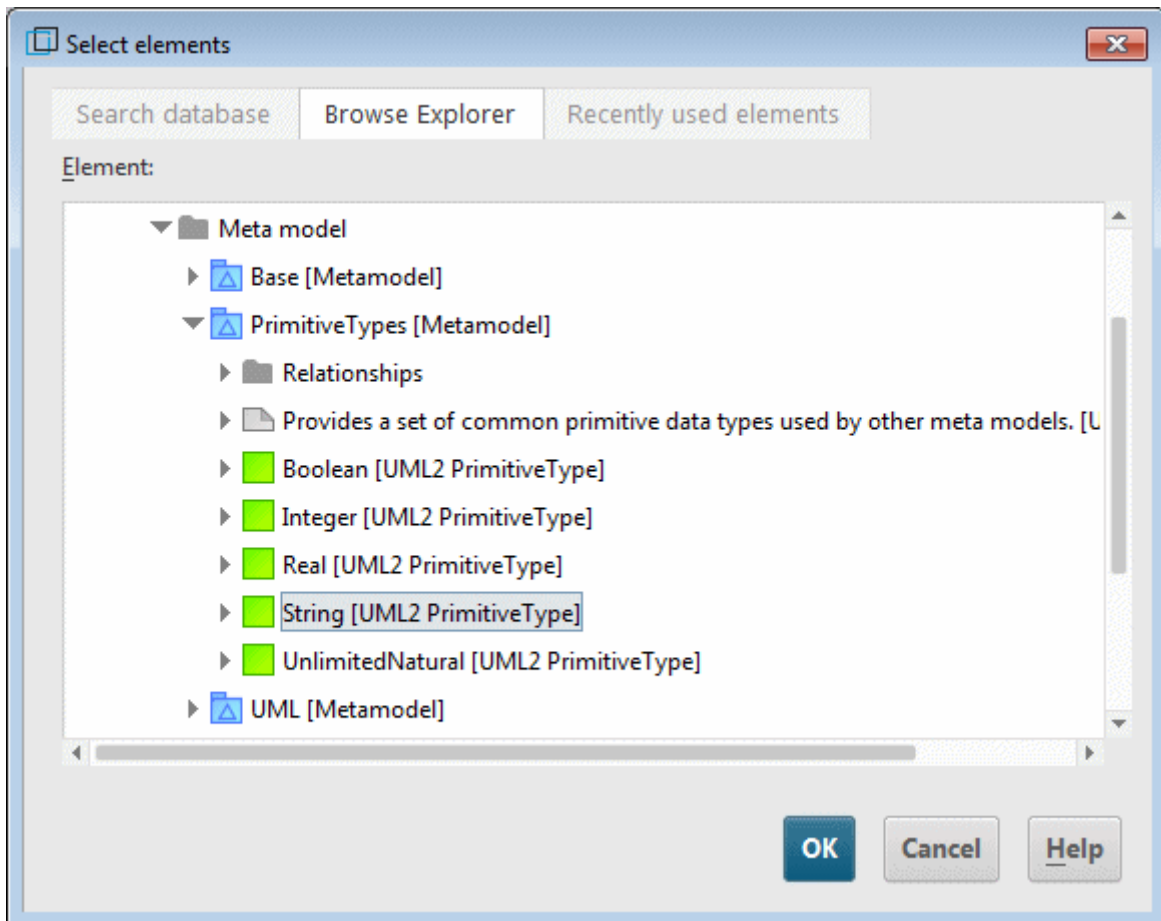 Select elements
Search database Browse Explorer Recently used elements
Element:
Meta model
Base [Metamodel]
PrimitiveTypes [Metamodel]
Relationships
Provides a set of common primitive data types used by other meta models. [U
Boolean [UML2 PrimitiveType]
Integer [UML2 PrimitiveType]
Real [UML2 PrimitiveType]
String [UML2 PrimitiveType]
UnlimitedNatural [UML2 PrimitiveType]
UML [Metamodel]
OK Cancel Help